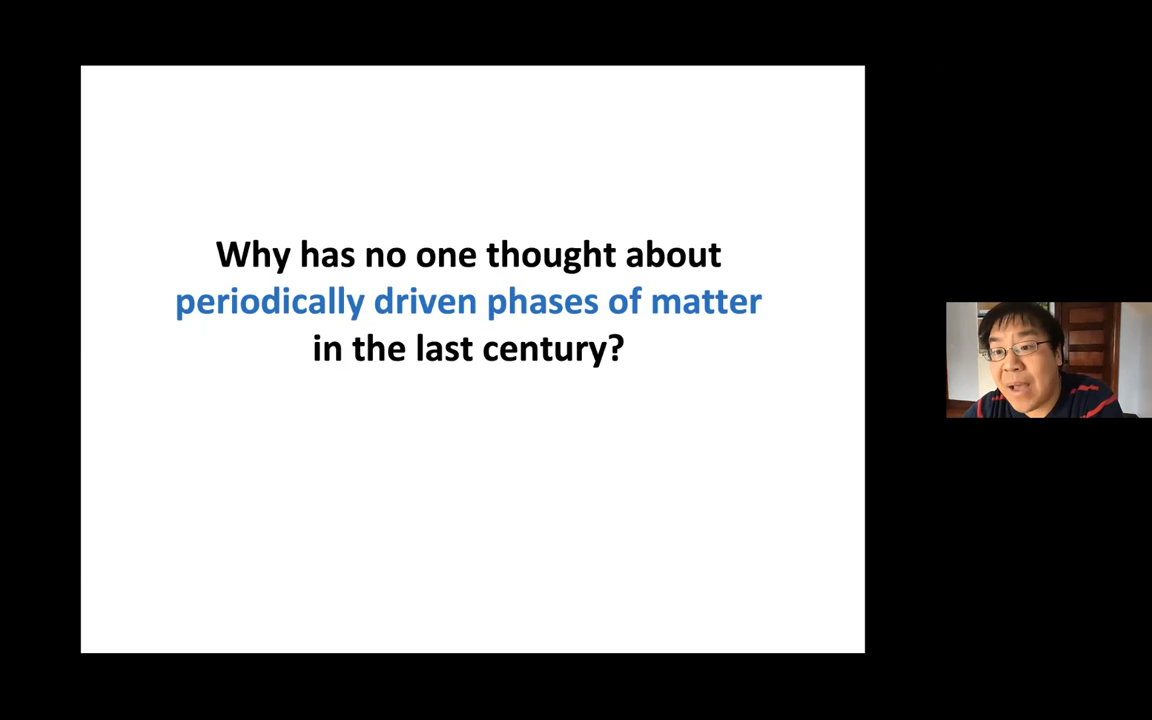 Why has no one thought about
periodically driven phases of matter
in the last century?